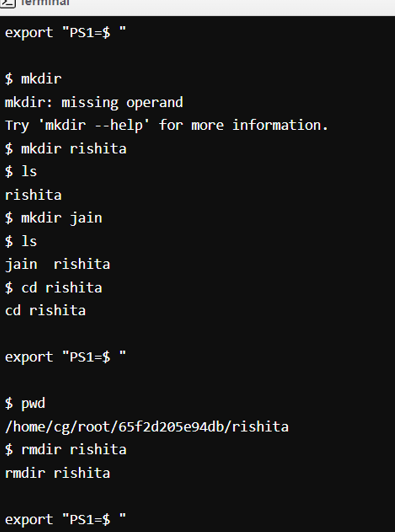 Terminal
export "PS1=$ "
$ mkdir
mkdir: missing operand
Try 'mkdir --help' for more information.
$ mkdir rishita
$ ls
rishita
$ mkdir jain
$ ls
jain  rishita
$ cd rishita
cd rishita
export "PS1=$ "
$ pwd
/home/cg/root/65f2d205e94db/rishita
$ rmdir rishita
rmdir rishita
export "PS1=$ "